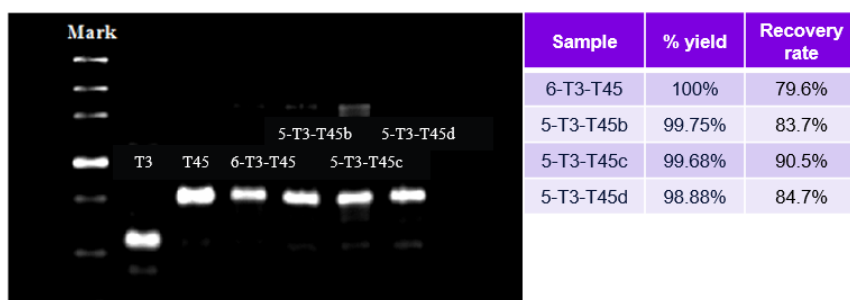 Mark
5-T3-T45b 5-T3-T45d
T3 T45 6-T3-T45 5-T3-T45c
Sample % yield Recovery rate
6-T3-T45 100% 79.6%
5-T3-T45b 99.75% 83.7%
5-T3-T45c 99.68% 90.5%
5-T3-T45d 98.88% 84.7%